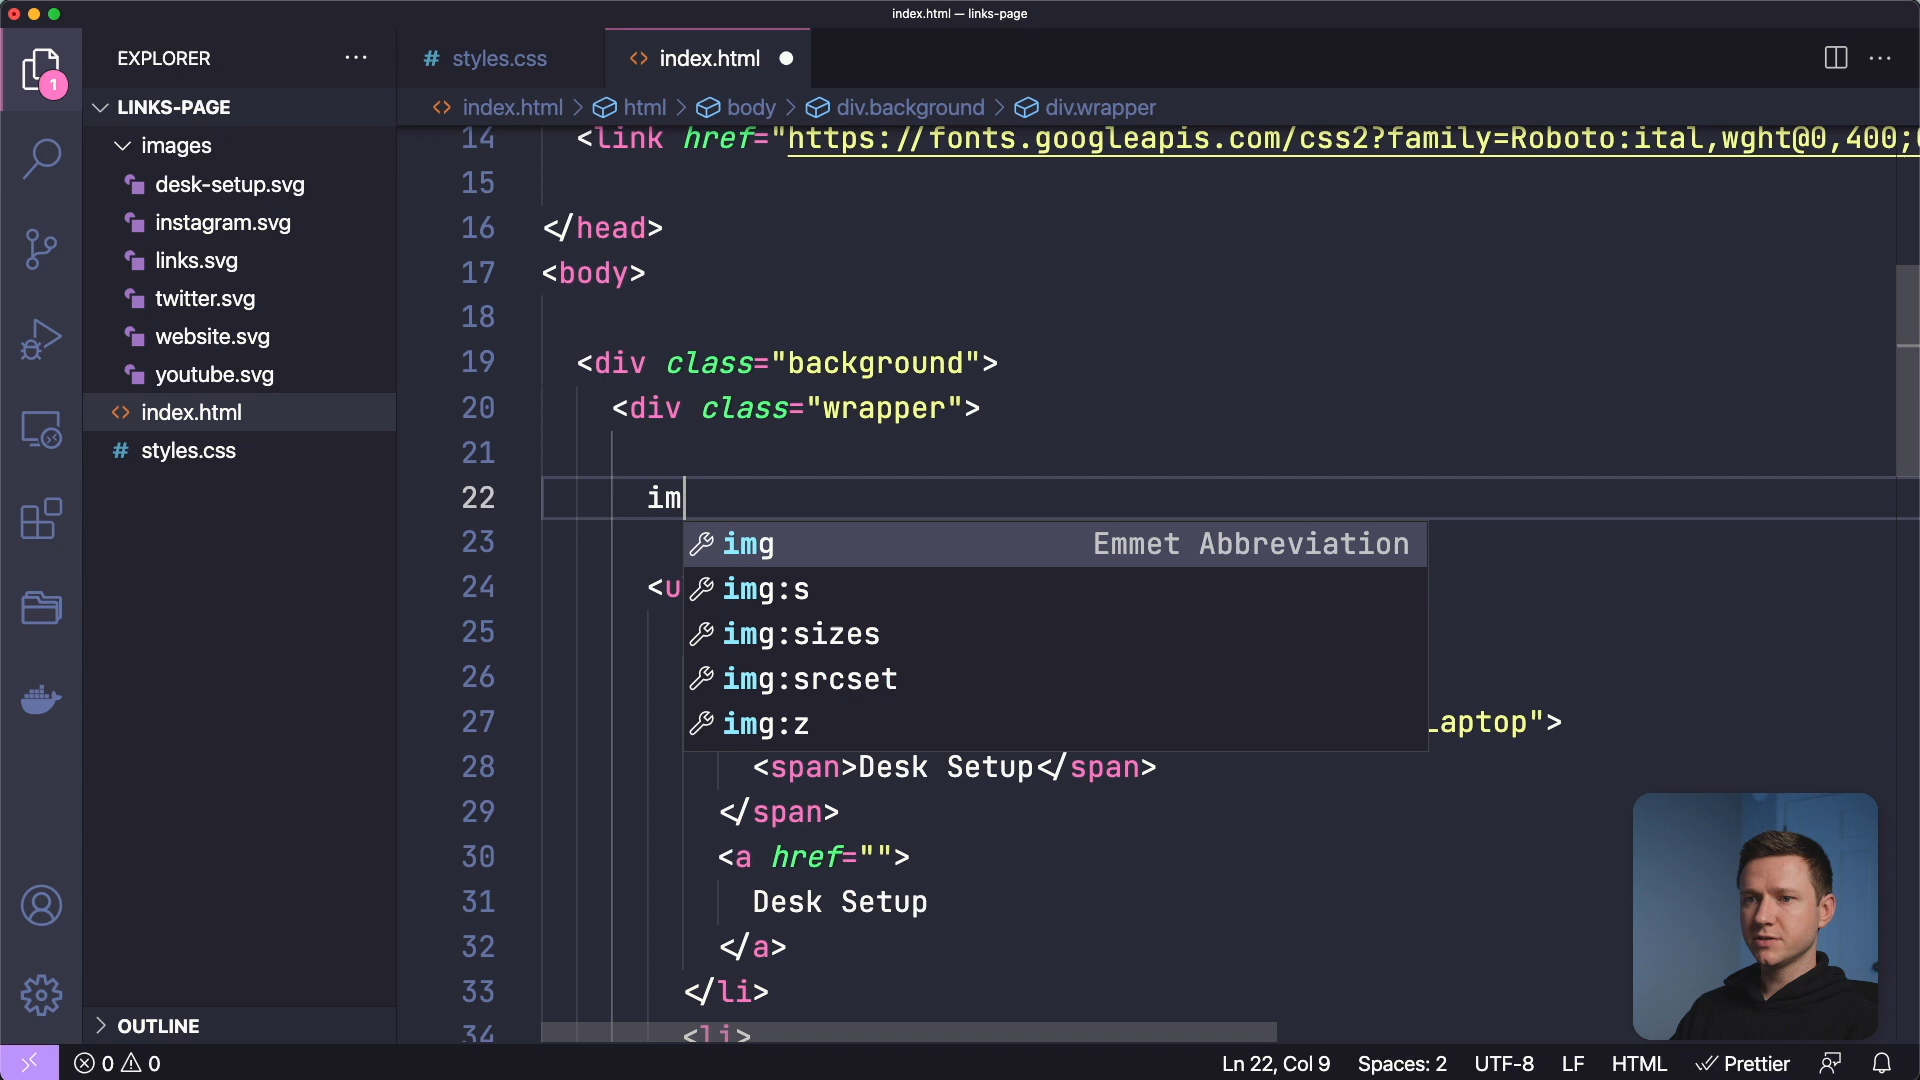 index.html — links-page
EXPLORER
1
LINKS-PAGE
images
desk-setup.svg
instagram.svg
links.svg
twitter.svg
website.svg
youtube.svg
index.html
styles.css
OUTLINE
# styles.css
<> index.html
<> index.html > html > body > div.background > div.wrapper
14 <link href="https://fonts.googleapis.com/css2?family=Roboto:ital,wght@0,400;
15
16 </head>
17 <body>
18
19 <div class="background">
20 <div class="wrapper">
21
22 im
23
24 <u
25
26
27 aptop">
28 <span>Desk Setup</span>
29 </span>
30 <a href="">
31 Desk Setup
32 </a>
33 </li>
34 <li>
img Emmet Abbreviation
img:s
img:sizes
img:srcset
img:z
0 0
Ln 22, Col 9 Spaces: 2 UTF-8 LF HTML Prettier